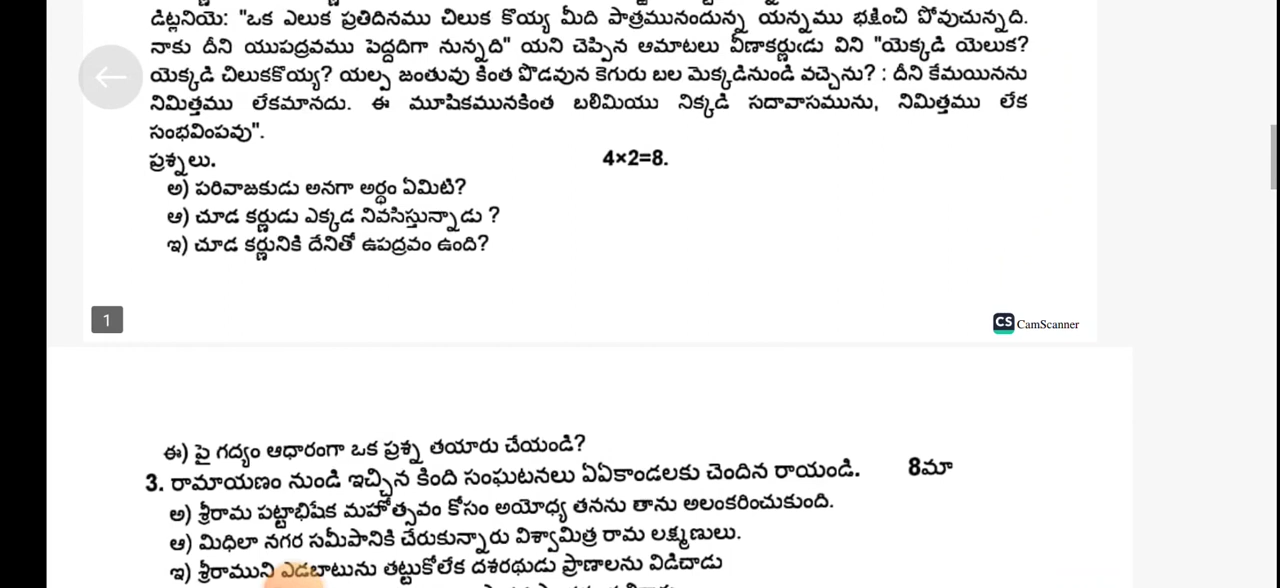 డిట్లనియె: "ఒక ఎలుక ప్రతిదినము చిలుక కొయ్య మీది పాత్రమునందున్న యన్నము భక్షించి పోవుచున్నది.
నాకు దీని యుపద్రవము పెద్దదిగా నున్నది" యని చెప్పిన ఆమాటలు వీణాకర్ణుఁడు విని "యెక్కడి యెలుక?
యెక్కడి చిలుకకొయ్య? యల్ప జంతువు కింత పొడవున కెగురు బల మెక్కడినుండి వచ్చెను? : దీని కేమయినను
నిమిత్తము లేకమానదు. ఈ మూషికమునకింత బలిమియు నిక్కడి సదావాసమును, నిమిత్తము లేక
సంభవింపవు".
ప్రశ్నలు. 4×2=8.
అ) పరివాజకుడు అనగా అర్థం ఏమిటి?
ఆ) చూడ కర్ణుడు ఎక్కడ నివసిస్తున్నాడు ?
ఇ) చూడ కర్ణునికి దేనితో ఉపద్రవం ఉంది?
1
CS CamScanner
ఈ) పై గద్యం ఆధారంగా ఒక ప్రశ్న తయారు చేయండి?
3. రామాయణం నుండి ఇచ్చిన కింది సంఘటనలు ఏఏకాండలకు చెందిన రాయండి. 8మా
అ) శ్రీరామ పట్టాభిషేక మహోత్సవం కోసం అయోధ్య తనను తాను అలంకరించుకుంది.
ఆ) మిధిలా నగర సమీపానికి చేరుకున్నారు విశ్వామిత్ర రామ లక్ష్మణులు.
ఇ) శ్రీరాముని ఎడబాటును తట్టుకోలేక దశరథుడు ప్రాణాలను విడిచాడు